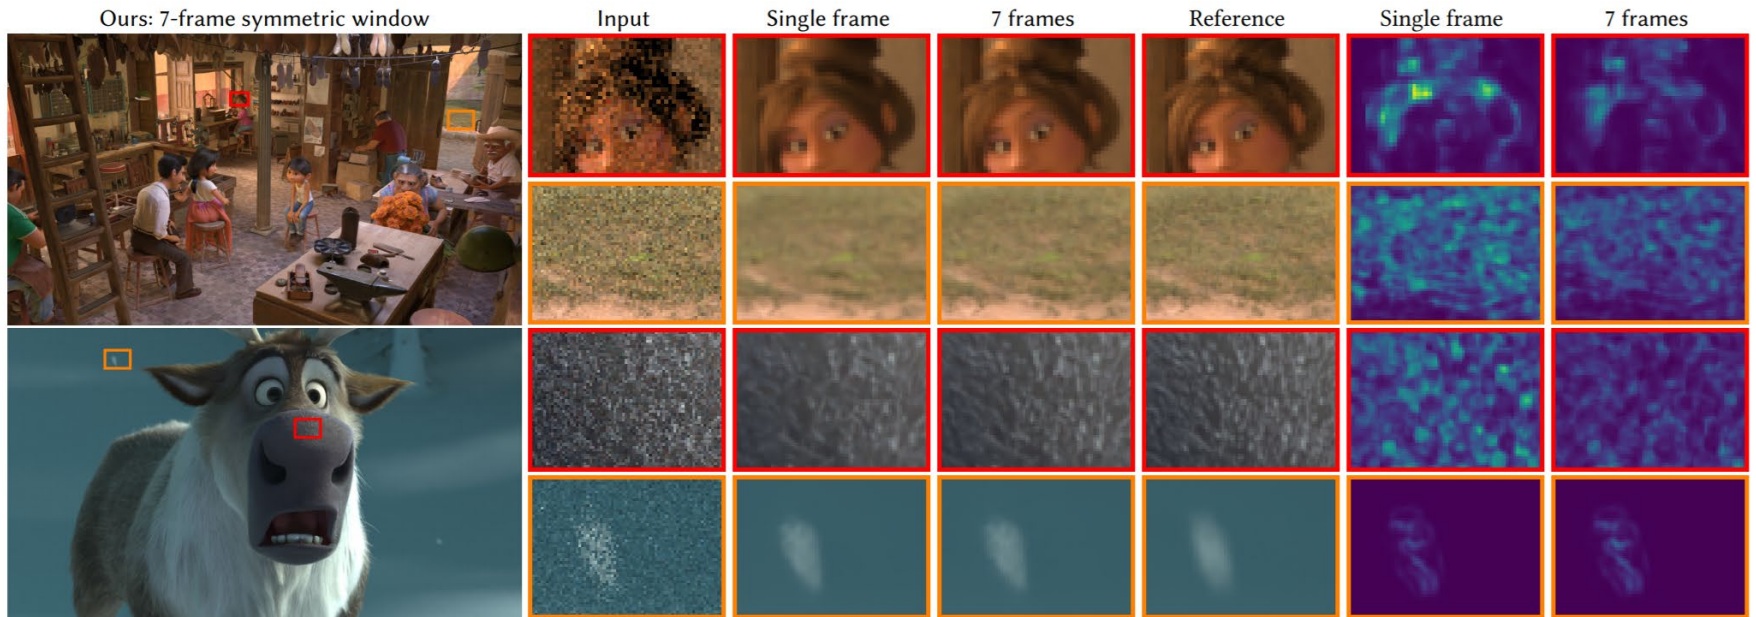 Ours: 7-frame symmetric window
Input
Single frame
7 frames
Reference
Single frame
7 frames